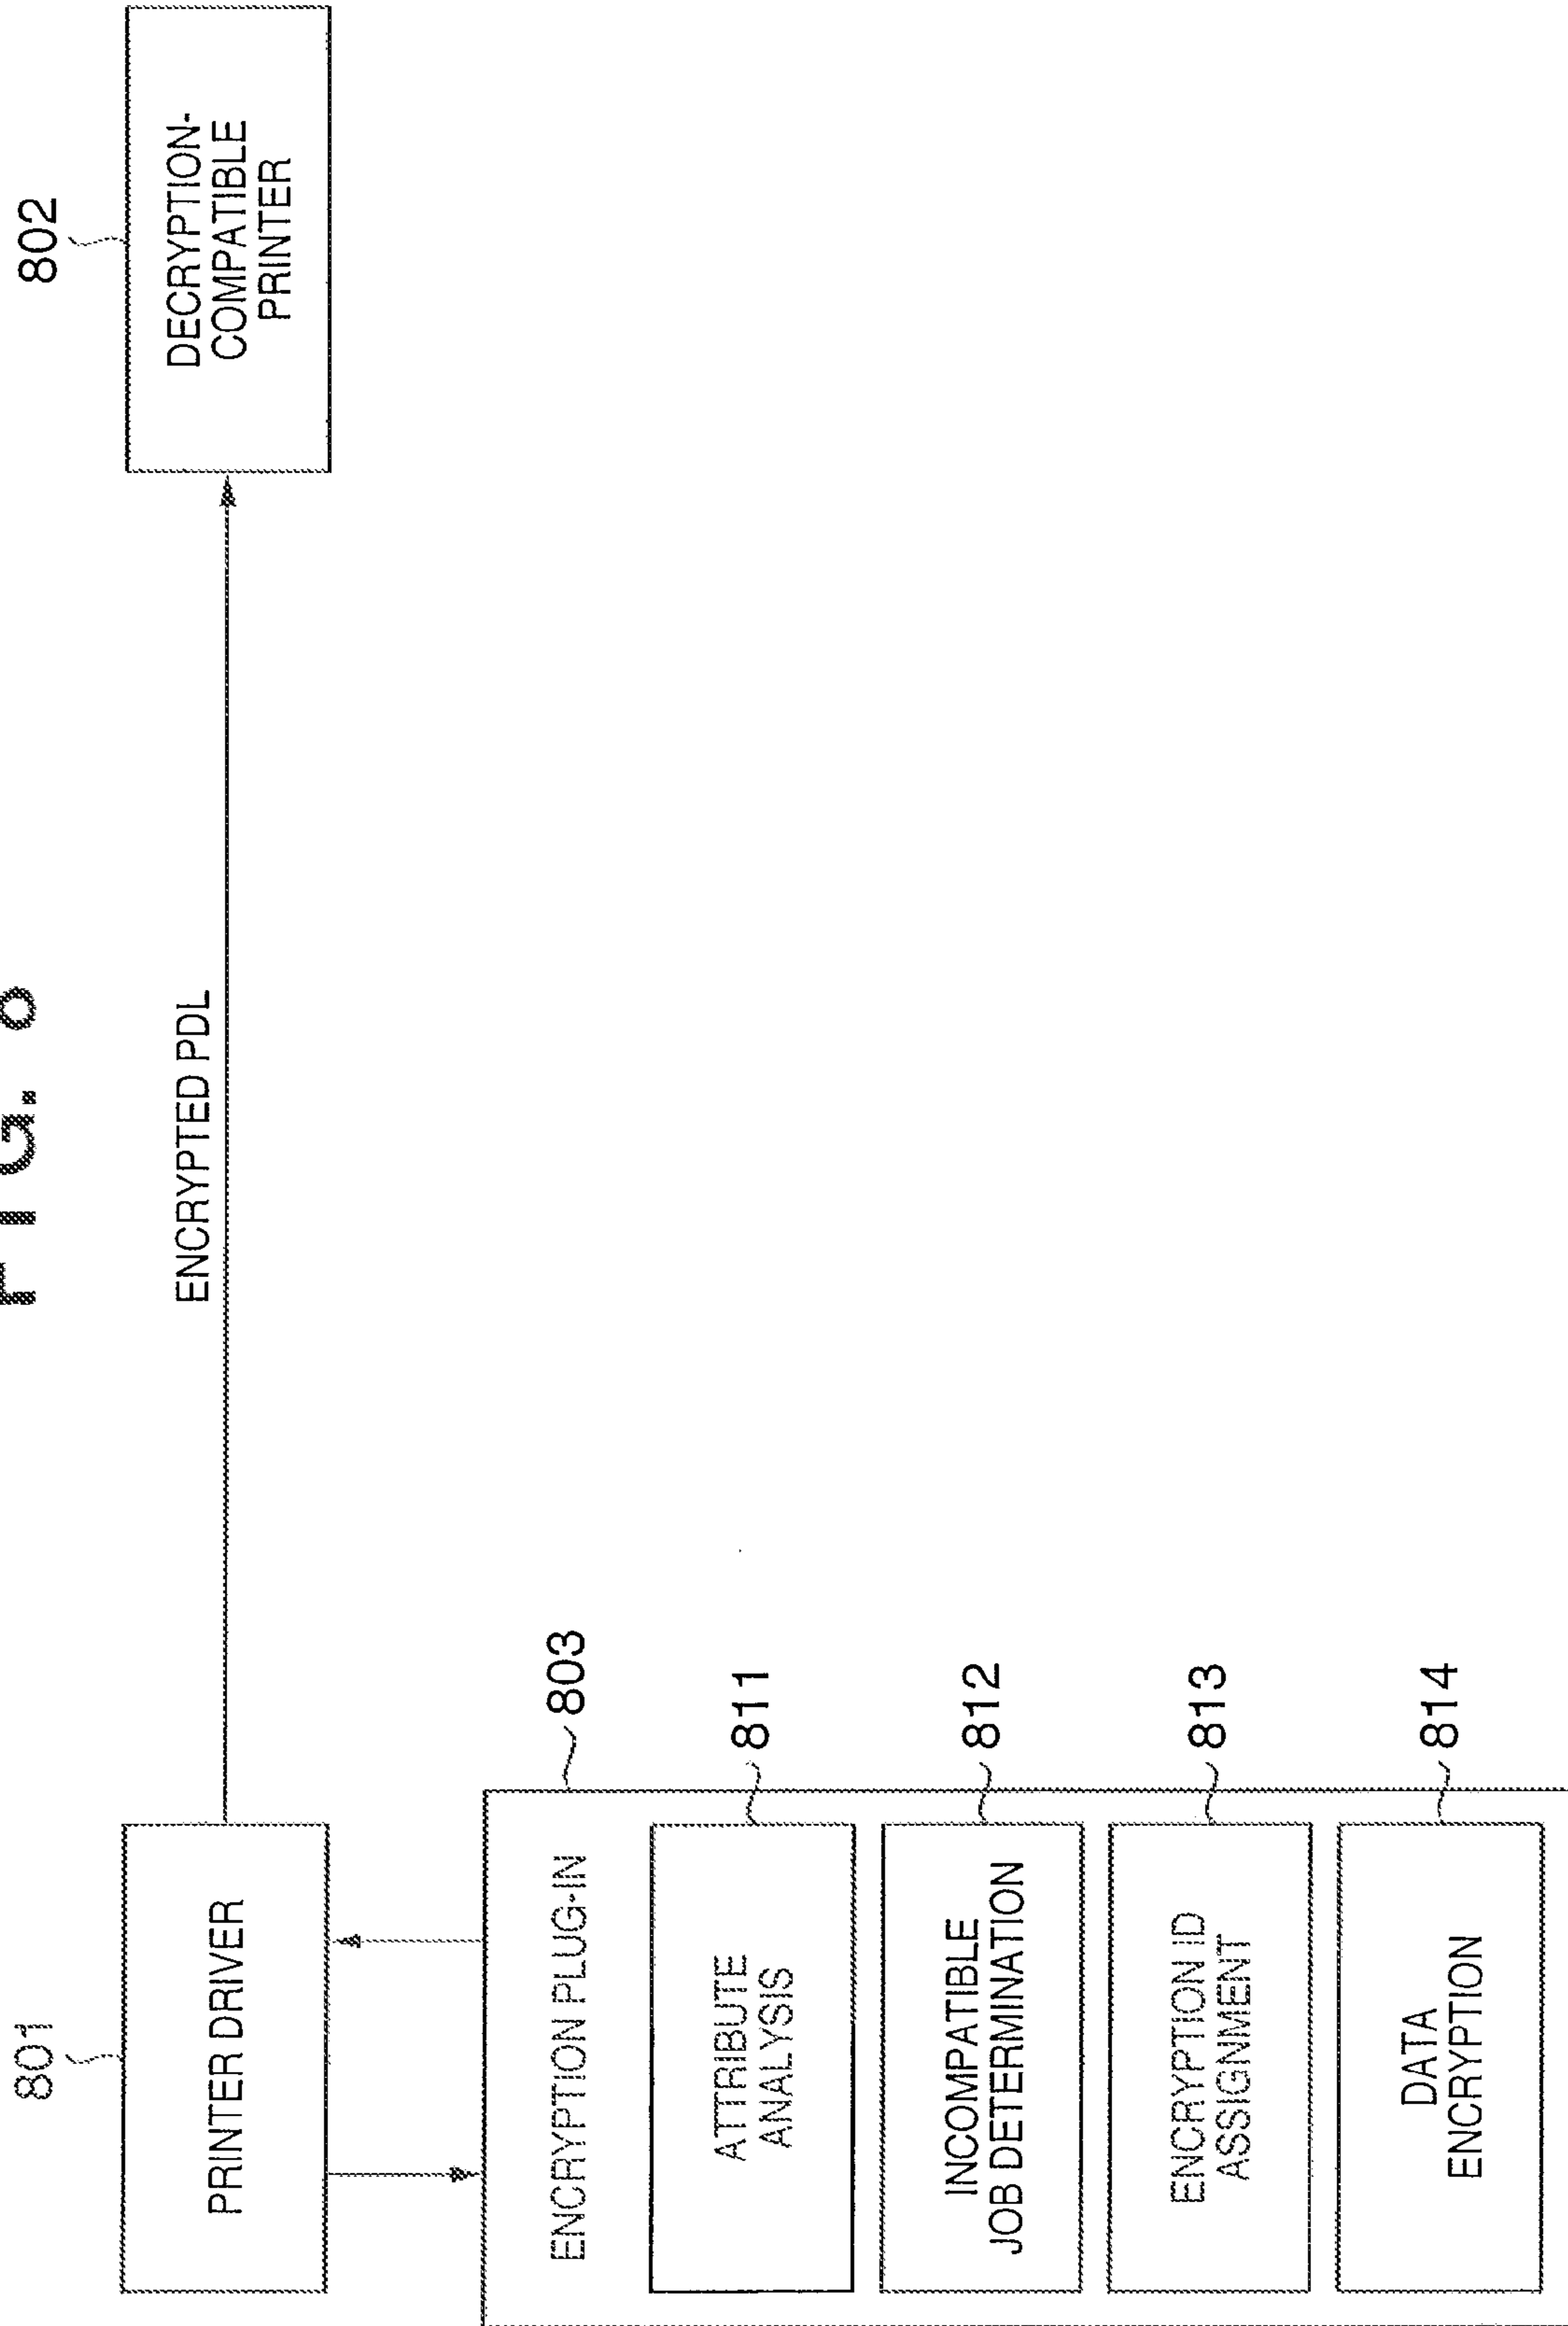 FIG. 8
801
PRINTER DRIVER
ENCRYPTED PDL
802
DECRYPTION-
COMPATIBLE
PRINTER
803
ENCRYPTION PLUG-IN
811
ATTRIBUTE
ANALYSIS
812
INCOMPATIBLE
JOB DETERMINATION
813
ENCRYPTION ID
ASSIGNMENT
814
DATA
ENCRYPTION